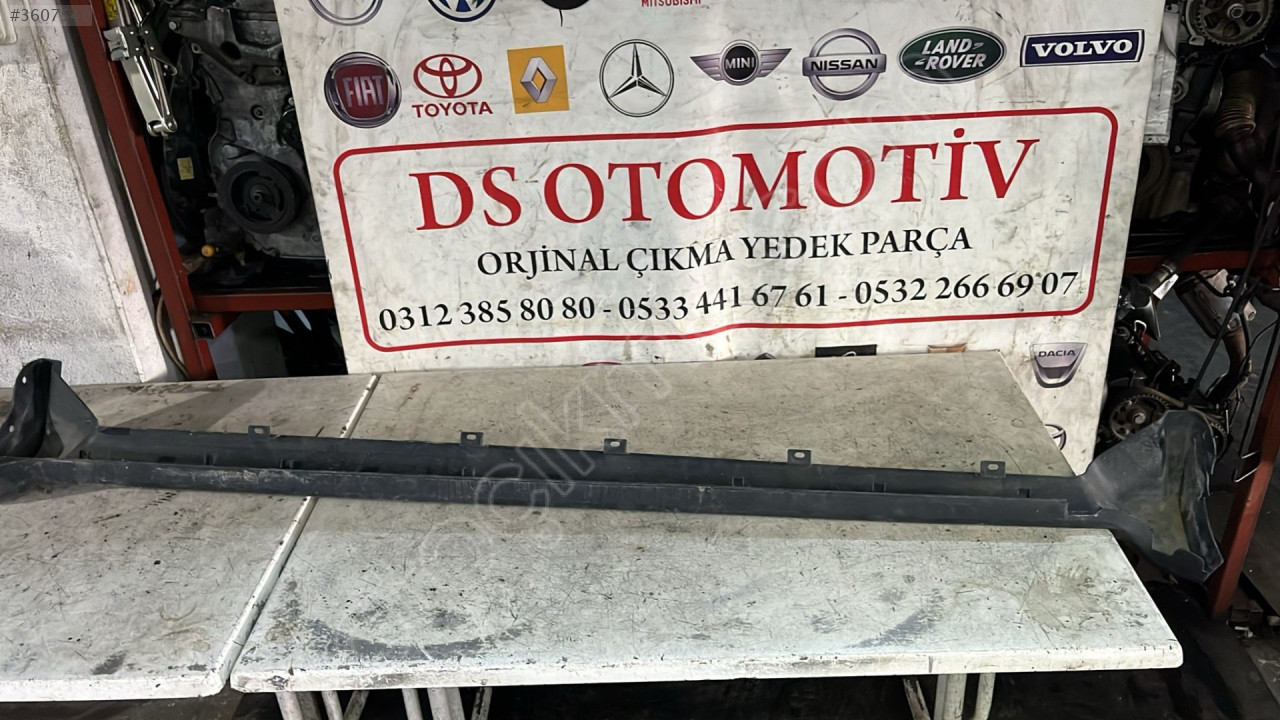 #3607
MITSUBISHI
FIAT
TOYOTA
MINI
NISSAN
LAND-
ROVER
VOLVO
DS OTOMOTİV
ORJİNAL ÇIKMA YEDEK PARÇA
0312 385 80 80 - 0533 441 67 61 - 0532 266 69 07
DACIA